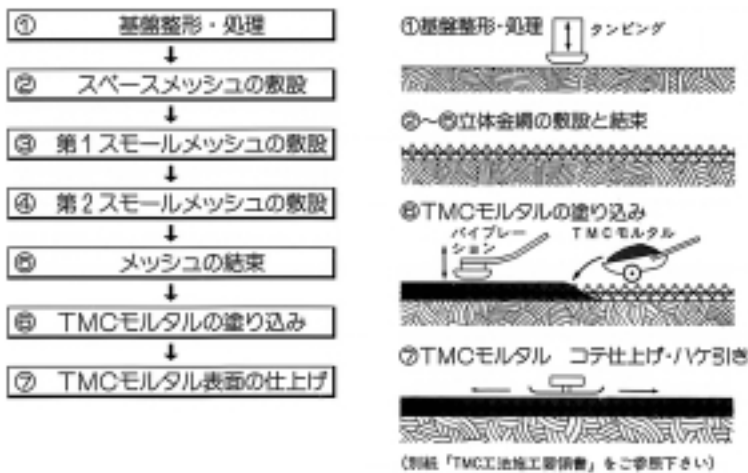 ① 基盤整形・処理
② スペースメッシュの敷設
③ 第1スモールメッシュの敷設
④ 第2スモールメッシュの敷設
⑤ メッシュの結束
⑥ TMCモルタルの塗り込み
⑦ TMCモルタル表面の仕上げ
①基盤整形・処理
タンピング
②〜⑤立体金網の敷設と結束
⑥TMCモルタルの塗り込み
バイブレーション
TMCモルタル
⑦TMCモルタル コテ仕上げ・ハケ引き
(別紙「TMC工法施工要領書」をご参照下さい)